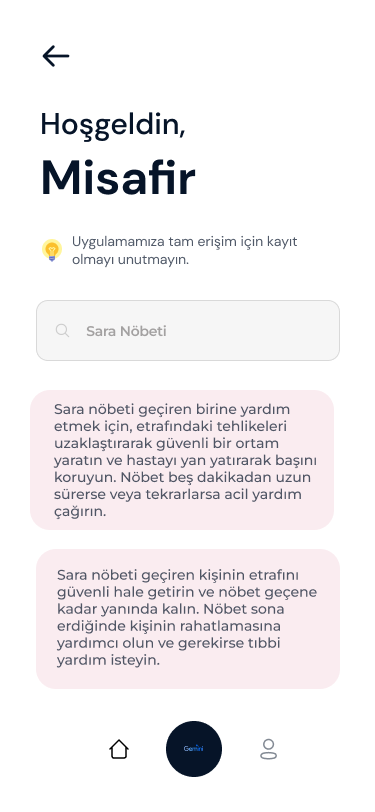 Hoşgeldin,
Misafir
Uygulamamıza tam erişim için kayıt
olmayı unutmayın.
Sara Nöbeti
Sara nöbeti geçiren birine yardım
etmek için, etrafındaki tehlikeleri
uzaklaştırarak güvenli bir ortam
yaratın ve hastayı yan yatırarak başını
koruyun. Nöbet beş dakikadan uzun
sürerse veya tekrarlarsa acil yardım
çağırın.
Sara nöbeti geçiren kişinin etrafını
güvenli hale getirin ve nöbet geçene
kadar yanında kalın. Nöbet sona
erdiğinde kişinin rahatlamasına
yardımcı olun ve gerekirse tıbbi
yardım isteyin.
Gemini